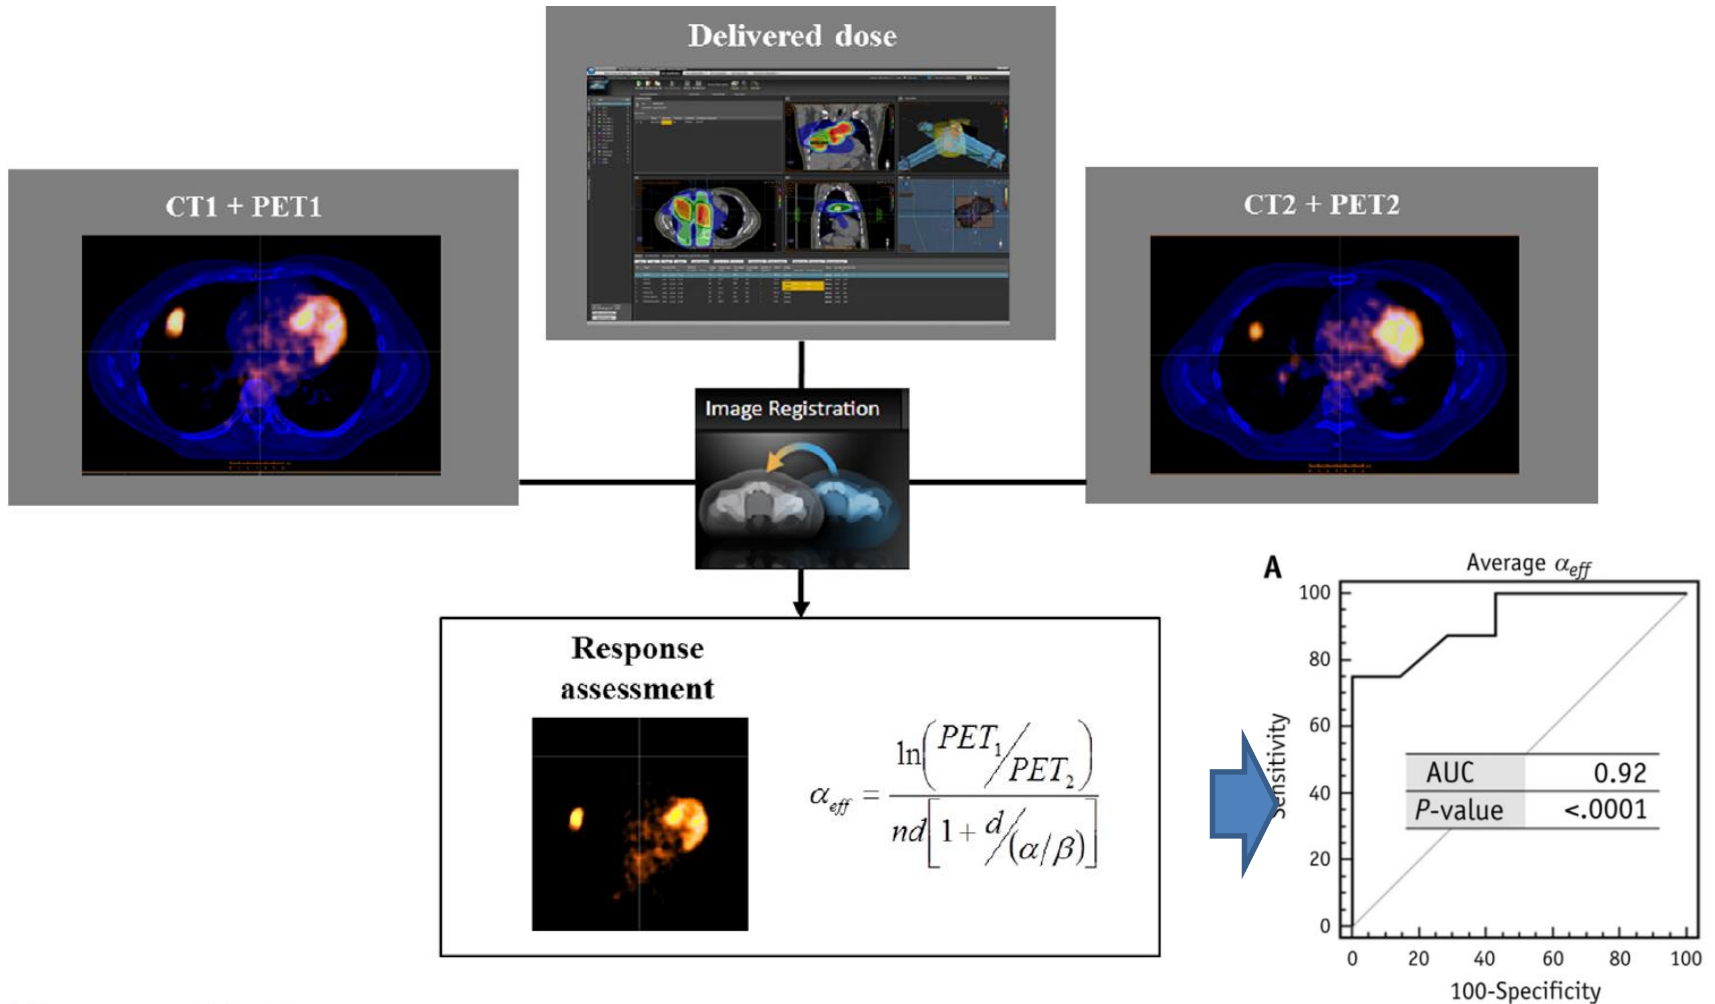 Delivered dose
CT1 + PET1
CT2 + PET2
Image Registration
Response
assessment
α_eff = ln(PET₁/PET₂) / nd[1 + d/(α/β)]
A
Average α_eff
Sensitivity
100
80
60
40
20
0
AUC 0.92
P-value <.0001
0 20 40 60 80 100
100-Specificity